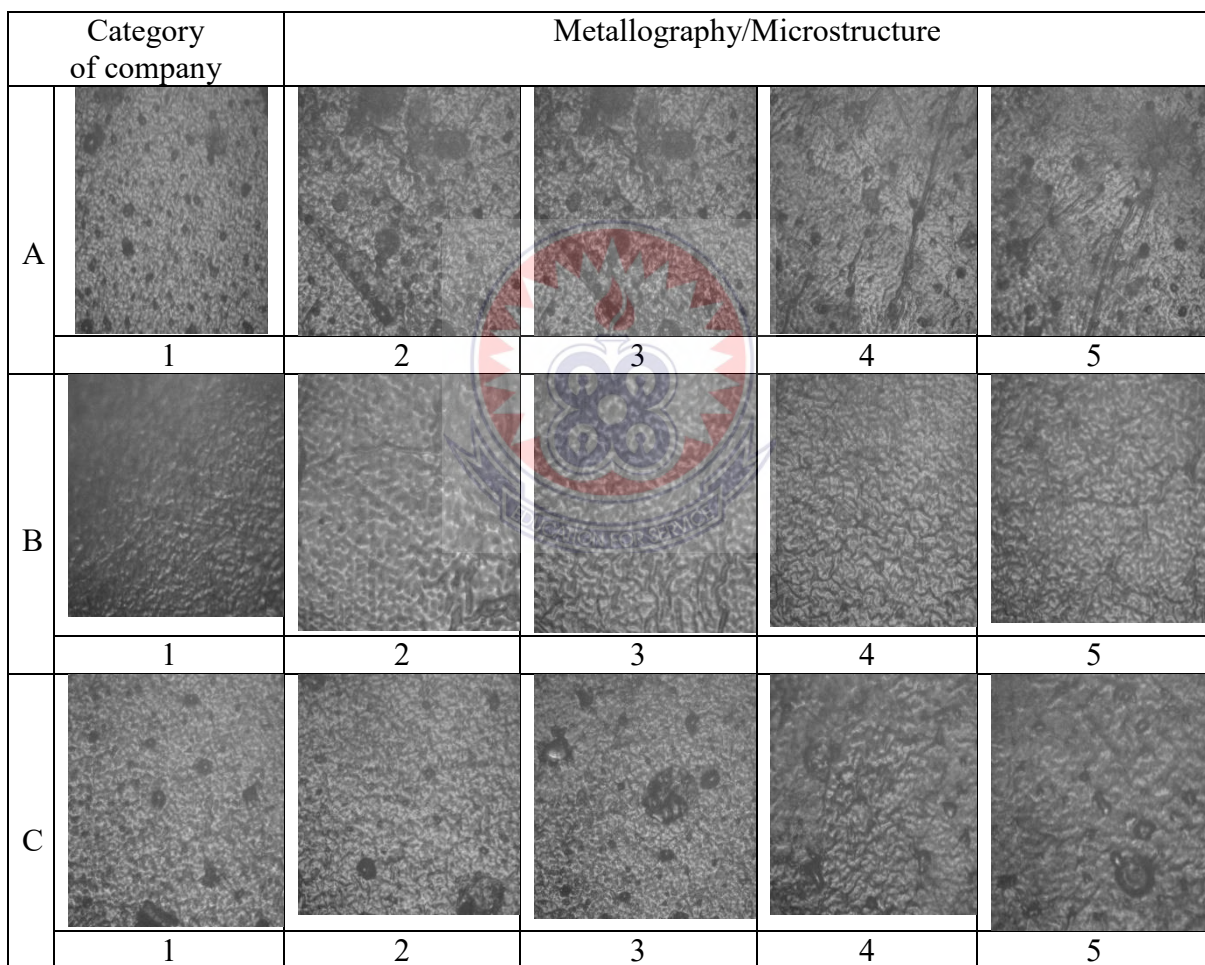 Category
of company
Metallography/Microstructure
A
1 2 3 4 5
B
1 2 3 4 5
C
1 2 3 4 5